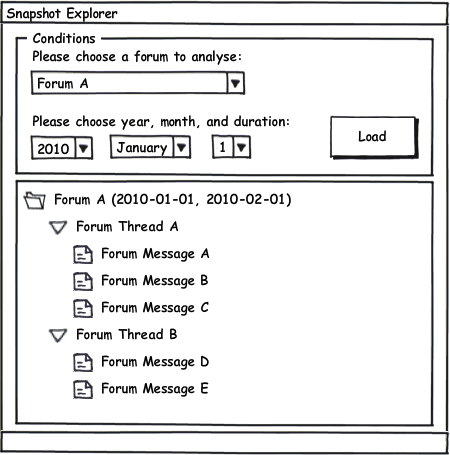 Snapshot Explorer
Conditions
Please choose a forum to analyse:
Forum A
Please choose year, month, and duration:
2010 January 1 Load
Forum A (2010-01-01, 2010-02-01)
Forum Thread A
Forum Message A
Forum Message B
Forum Message C
Forum Thread B
Forum Message D
Forum Message E